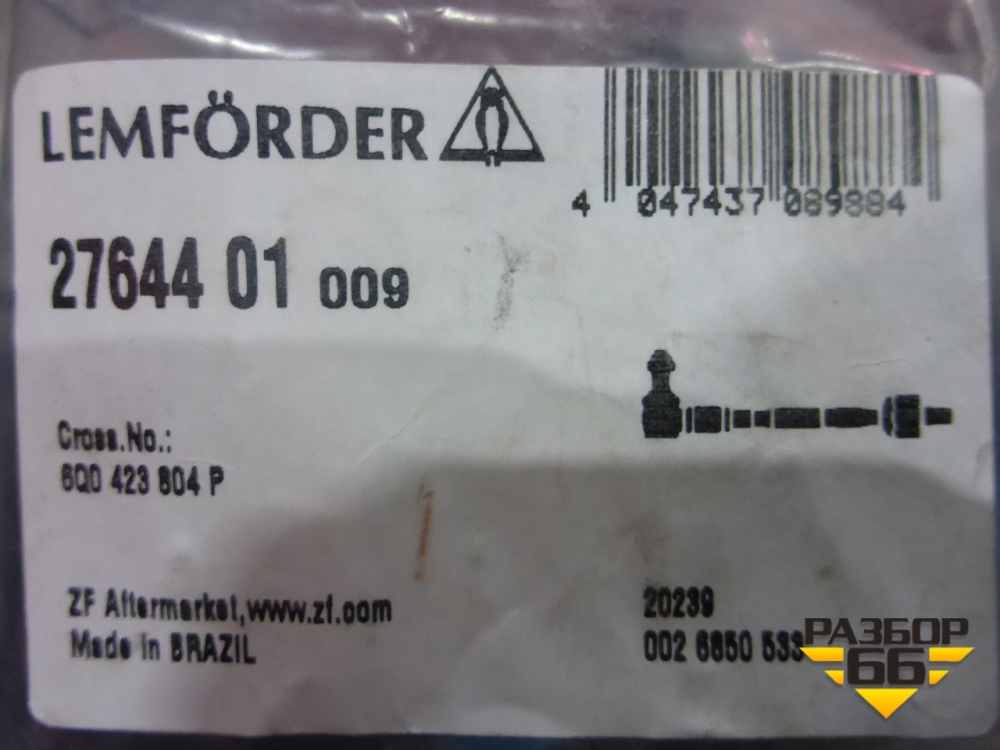 LEMFÖRDER
4 047437 089884
27644 01 009
Cross.No.:
6Q0 423 804 P
ZF Aftermarket,www.zf.com
Made in BRAZIL
20239
002 6850 533
РАЗБОР
66